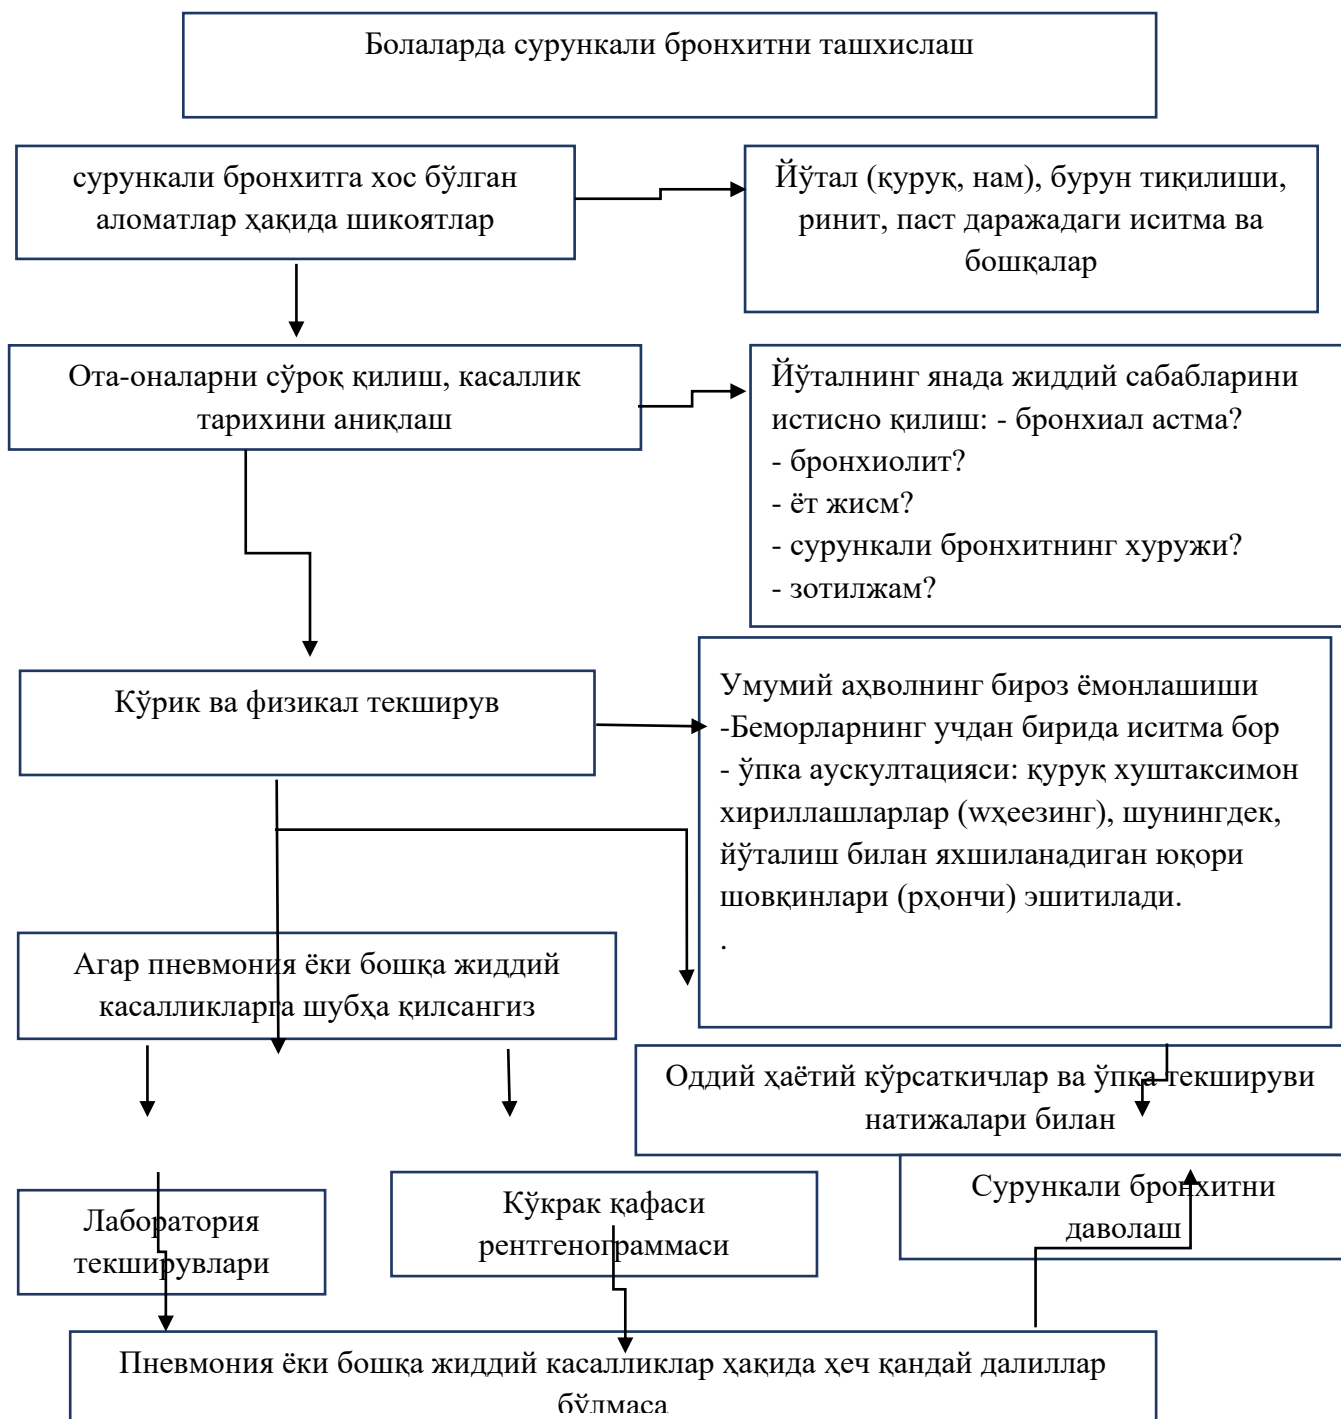 Болаларда сурункали бронхитни ташхислаш
сурункали бронхитга хос бўлган
аломатлар ҳақида шикоятлар
Йўтал (қуруқ, нам), бурун тиқилиши,
ринит, паст даражадаги иситма ва
бошқалар
Ота-оналарни сўроқ қилиш, касаллик
тарихини аниқлаш
Йўталнинг янада жиддий сабабларини
истисно қилиш: - бронхиал астма?
- бронхиолит?
- ёт жисм?
- сурункали бронхитнинг хуружи?
- зотилжам?
Кўрик ва физикал текширув
Умумий аҳволнинг бироз ёмонлашиши
-Беморларнинг учдан бирида иситма бор
- ўпка аускултацияси: қуруқ хуштаксимон
хириллашларлар (wҳеезинг), шунингдек,
йўталиш билан яхшиланадиган юқори
шовқинлари (рҳончи) эшитилади.
.
Агар пневмония ёки бошқа жиддий
касалликларга шубҳа қилсангиз
Оддий ҳаётий кўрсаткичлар ва ўпка текшируви
натижалари билан
Лаборатория
текширувлари
Кўкрак қафаси
рентгенограммаси
Сурункали бронхитни
даволаш
Пневмония ёки бошқа жиддий касалликлар ҳақида ҳеч қандай далиллар
бўлмаса